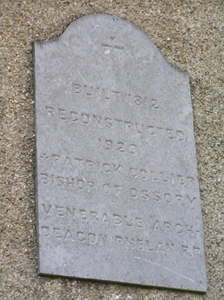 BUILT 1812
RECONSTRUCTED
1929
+PATRICK COLLIER
BISHOP OF OSSORY
VENERABLE ARCH
DEACON PHELAN P.P.